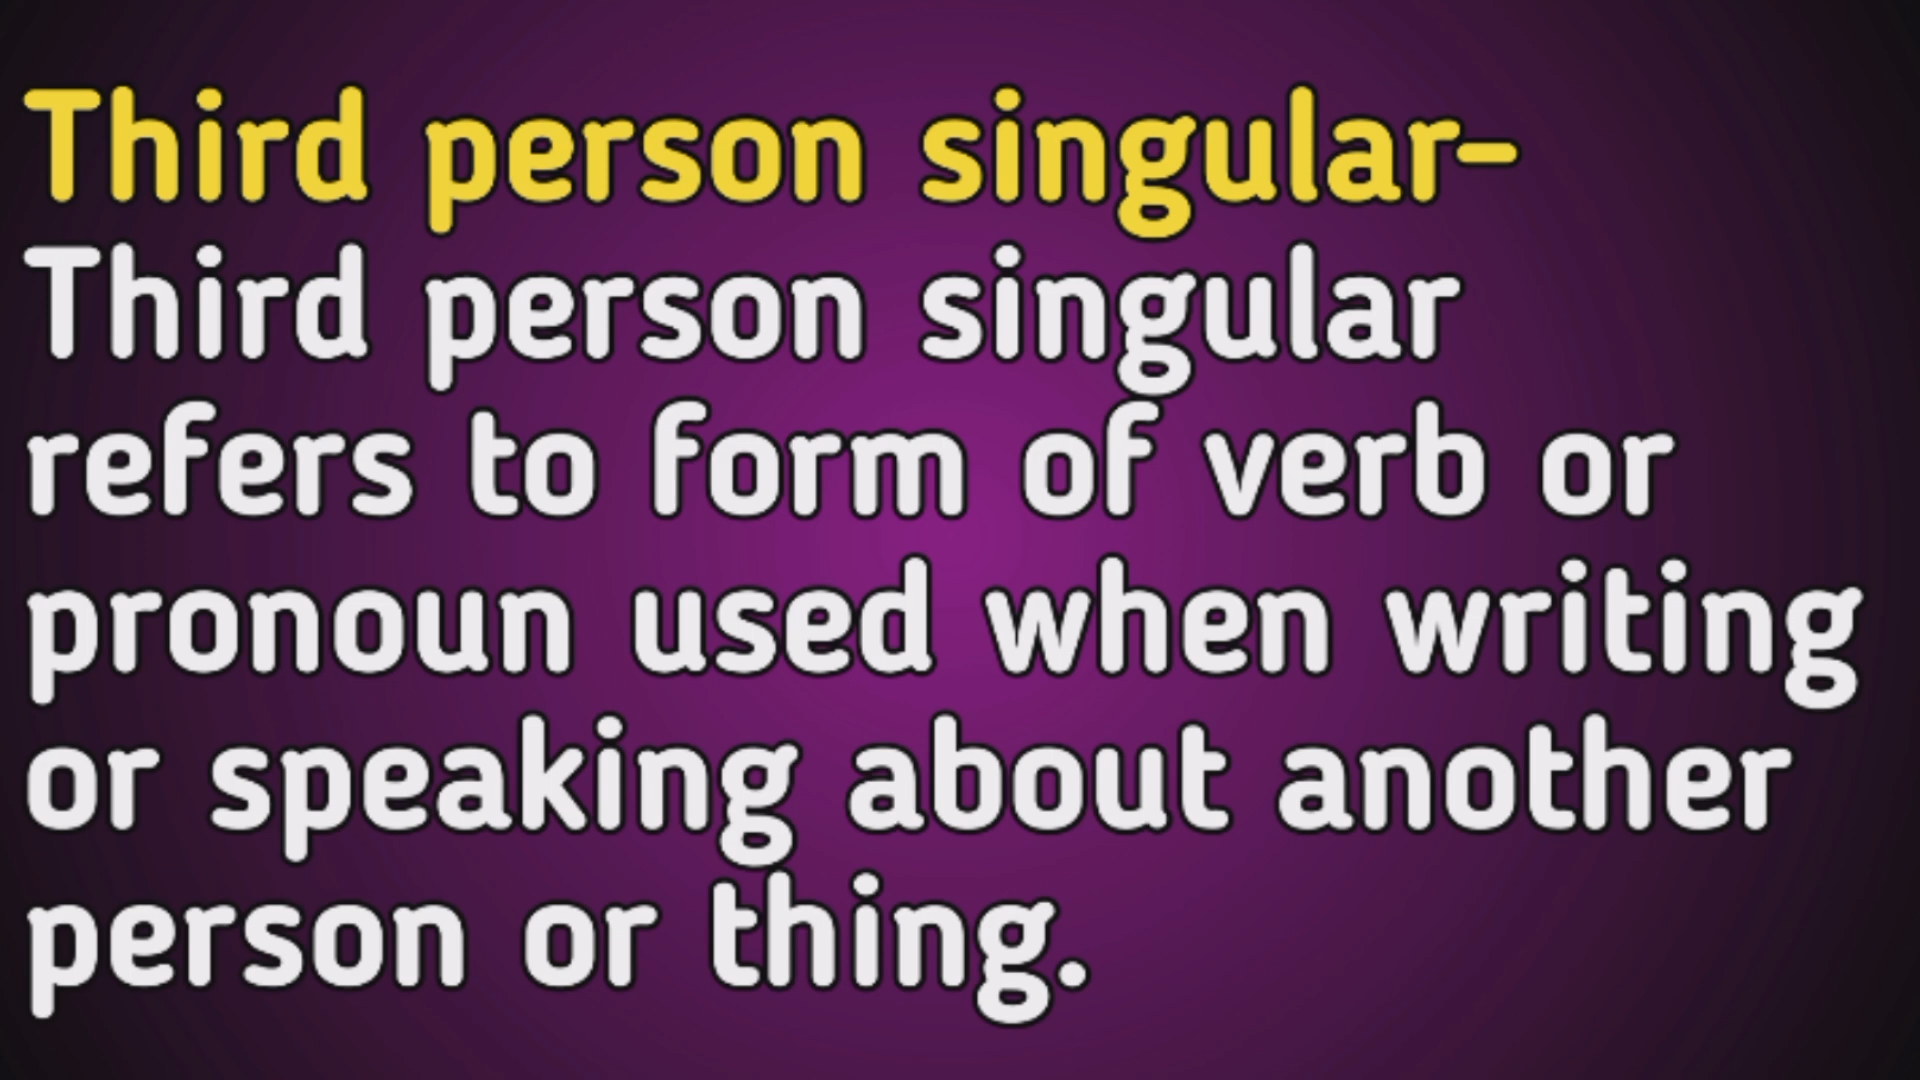 Third person singular-
Third person singular
refers to form of verb or
pronoun used when writing
or speaking about another
person or thing.